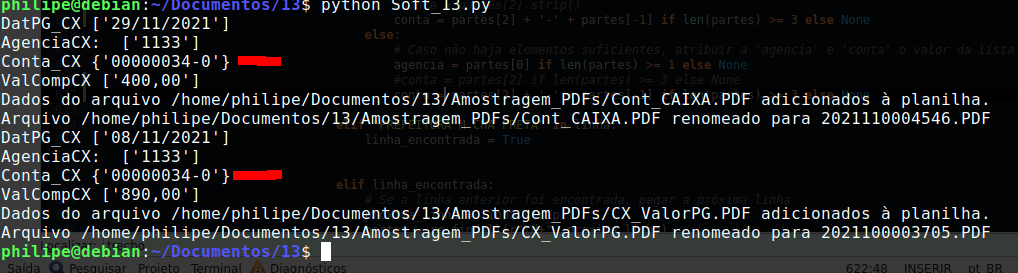 philipe@debian:~/Documentos/13$ python Soft_13.py
DatPG_CX ['29/11/2021']
AgenciaCX:  ['1133']
Conta_CX {'00000034-0'}
ValCompCX ['400,00']
Dados do arquivo /home/philipe/Documentos/13/Amostragem_PDFs/Cont_CAIXA.PDF adicionados à planilha.
Arquivo /home/philipe/Documentos/13/Amostragem_PDFs/Cont_CAIXA.PDF renomeado para 2021110004546.PDF
DatPG_CX ['08/11/2021']
AgenciaCX:  ['1133']
Conta_CX {'00000034-0'}
ValCompCX ['890,00']
Dados do arquivo /home/philipe/Documentos/13/Amostragem_PDFs/CX_ValorPG.PDF adicionados à planilha.
Arquivo /home/philipe/Documentos/13/Amostragem_PDFs/CX_ValorPG.PDF renomeado para 2021100003705.PDF
philipe@debian:~/Documentos/13$
conta = partes[2] + '-' + partes[-1] if len(partes) >= 3 else None
else:
# Caso não haja elementos suficientes, atribuir a 'agencia' e 'conta' o valor da lista
agencia = partes[0] if len(partes) >= 1 else None
#conta = partes[2] if len(partes) >= 3 else None
linha_encontrada = True
elif linha_encontrada:
# Se a linha anterior foi encontrada, pegar a próxima linha
Saída Pesquisar Projeto Terminal Diagnósticos 622:48 INSERIR pt_BR